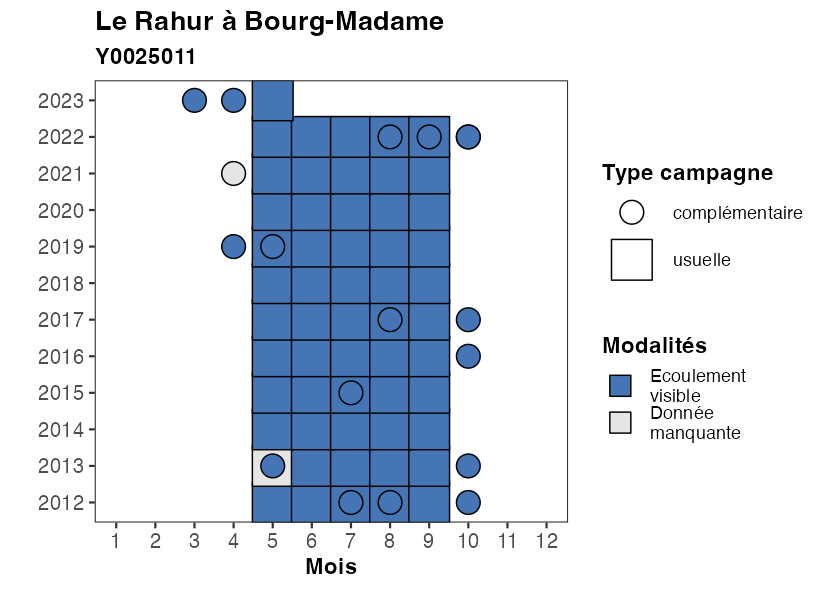 Le Rahur à Bourg-Madame
Y0025011
2023
2022
2021
2020
2019
2018
2017
2016
2015
2014
2013
2012
1 2 3 4 5 6 7 8 9 10 11 12
Mois
Type campagne
complémentaire
usuelle
Modalités
Ecoulement
visible
Donnée
manquante